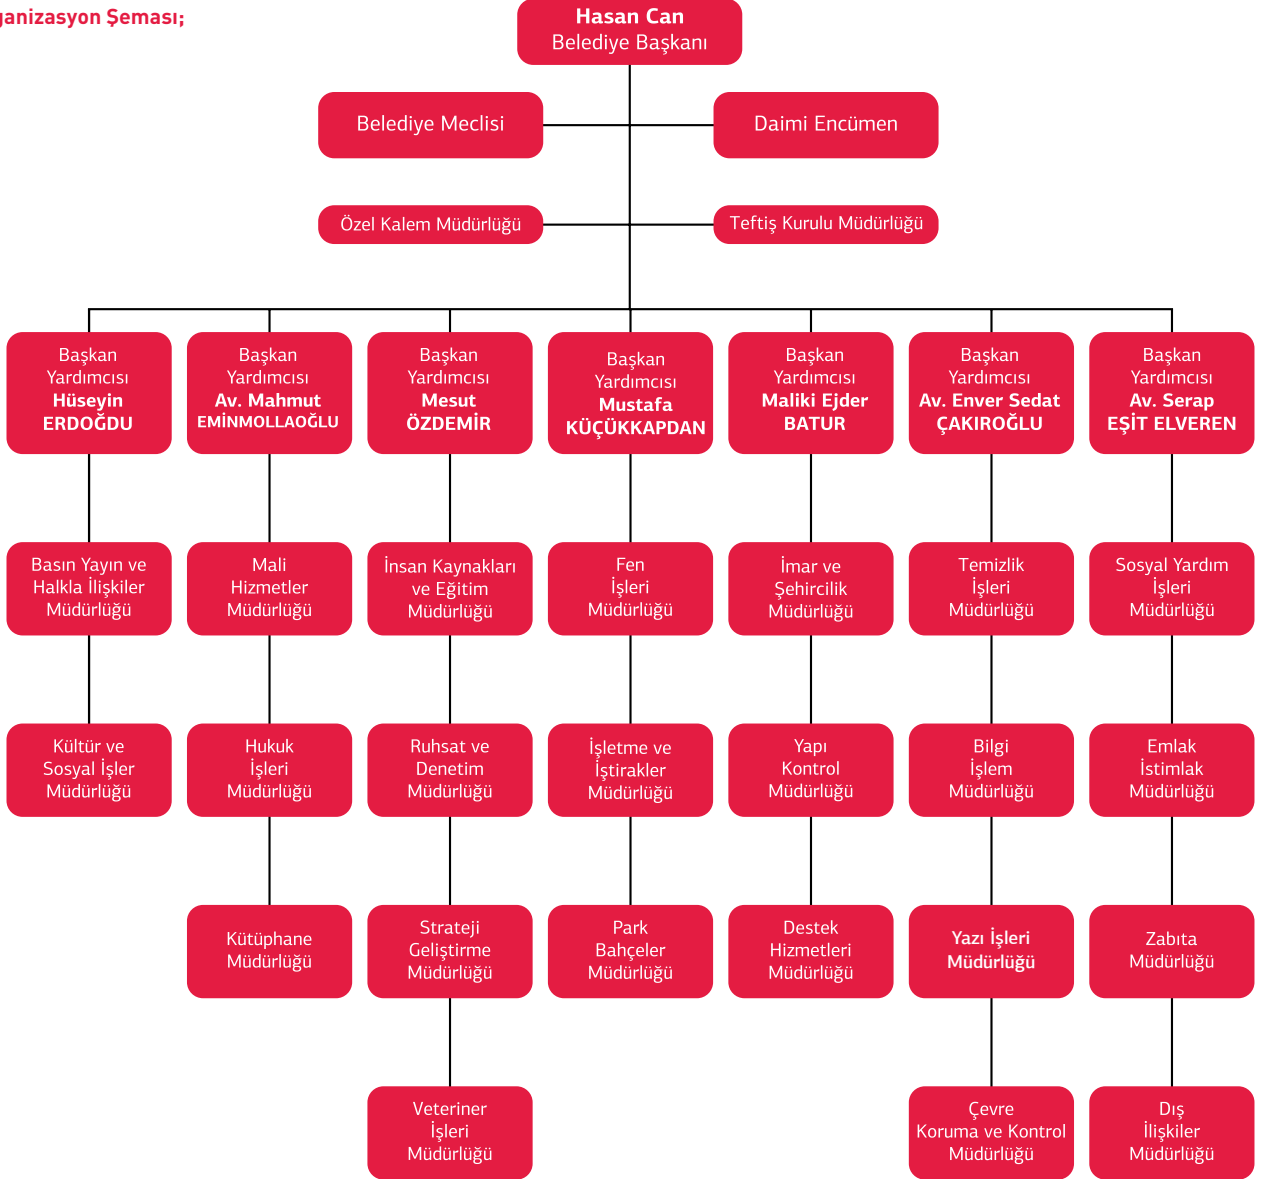 ganizasyon Şeması;
Hasan Can
Belediye Başkanı
Belediye Meclisi
Daimi Encümen
Özel Kalem Müdürlüğü
Teftiş Kurulu Müdürlüğü
Başkan
Yardımcısı
Hüseyin
ERDOĞDU
Başkan
Yardımcısı
Av. Mahmut
EMİNMOLLAOĞLU
Başkan
Yardımcısı
Mesut
ÖZDEMİR
Başkan
Yardımcısı
Mustafa
KÜÇÜKKAPDAN
Başkan
Yardımcısı
Maliki Ejder
BATUR
Başkan
Yardımcısı
Av. Enver Sedat
ÇAKIROĞLU
Başkan
Yardımcısı
Av. Serap
EŞİT ELVEREN
Basın Yayın ve
Halkla İlişkiler
Müdürlüğü
Mali
Hizmetler
Müdürlüğü
İnsan Kaynakları
ve Eğitim
Müdürlüğü
Fen
İşleri
Müdürlüğü
İmar ve
Şehircilik
Müdürlüğü
Temizlik
İşleri
Müdürlüğü
Sosyal Yardım
İşleri
Müdürlüğü
Kültür ve
Sosyal İşler
Müdürlüğü
Hukuk
İşleri
Müdürlüğü
Ruhsat ve
Denetim
Müdürlüğü
İşletme ve
İştirakler
Müdürlüğü
Yapı
Kontrol
Müdürlüğü
Bilgi
İşlem
Müdürlüğü
Emlak
İstimlak
Müdürlüğü
Kütüphane
Müdürlüğü
Strateji
Geliştirme
Müdürlüğü
Park
Bahçeler
Müdürlüğü
Destek
Hizmetleri
Müdürlüğü
Yazı İşleri
Müdürlüğü
Zabıta
Müdürlüğü
Veteriner
İşleri
Müdürlüğü
Çevre
Koruma ve Kontrol
Müdürlüğü
Dış
İlişkiler
Müdürlüğü